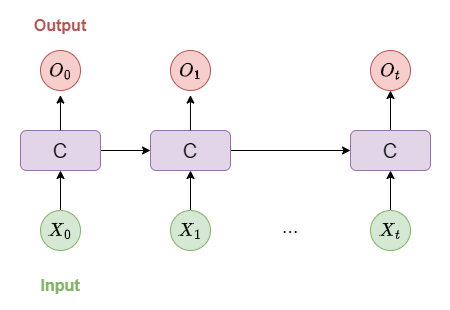 Output
O₀ O₁ Oₜ
C C C
X₀ X₁ ... Xₜ
Input